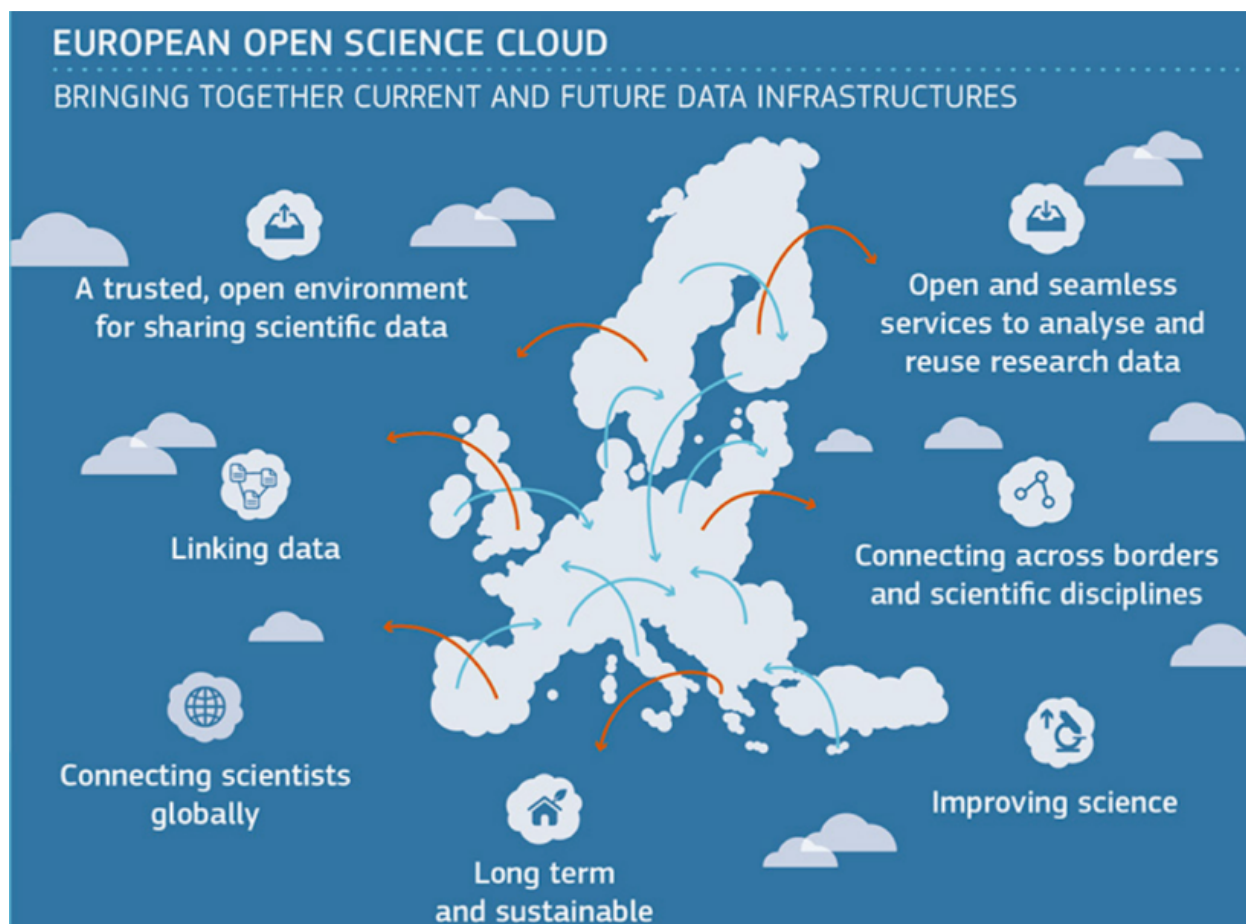 EUROPEAN OPEN SCIENCE CLOUD
BRINGING TOGETHER CURRENT AND FUTURE DATA INFRASTRUCTURES
A trusted, open environment
for sharing scientific data
Open and seamless
services to analyse and
reuse research data
Linking data
Connecting across borders
and scientific disciplines
Connecting scientists
globally
Improving science
Long term
and sustainable